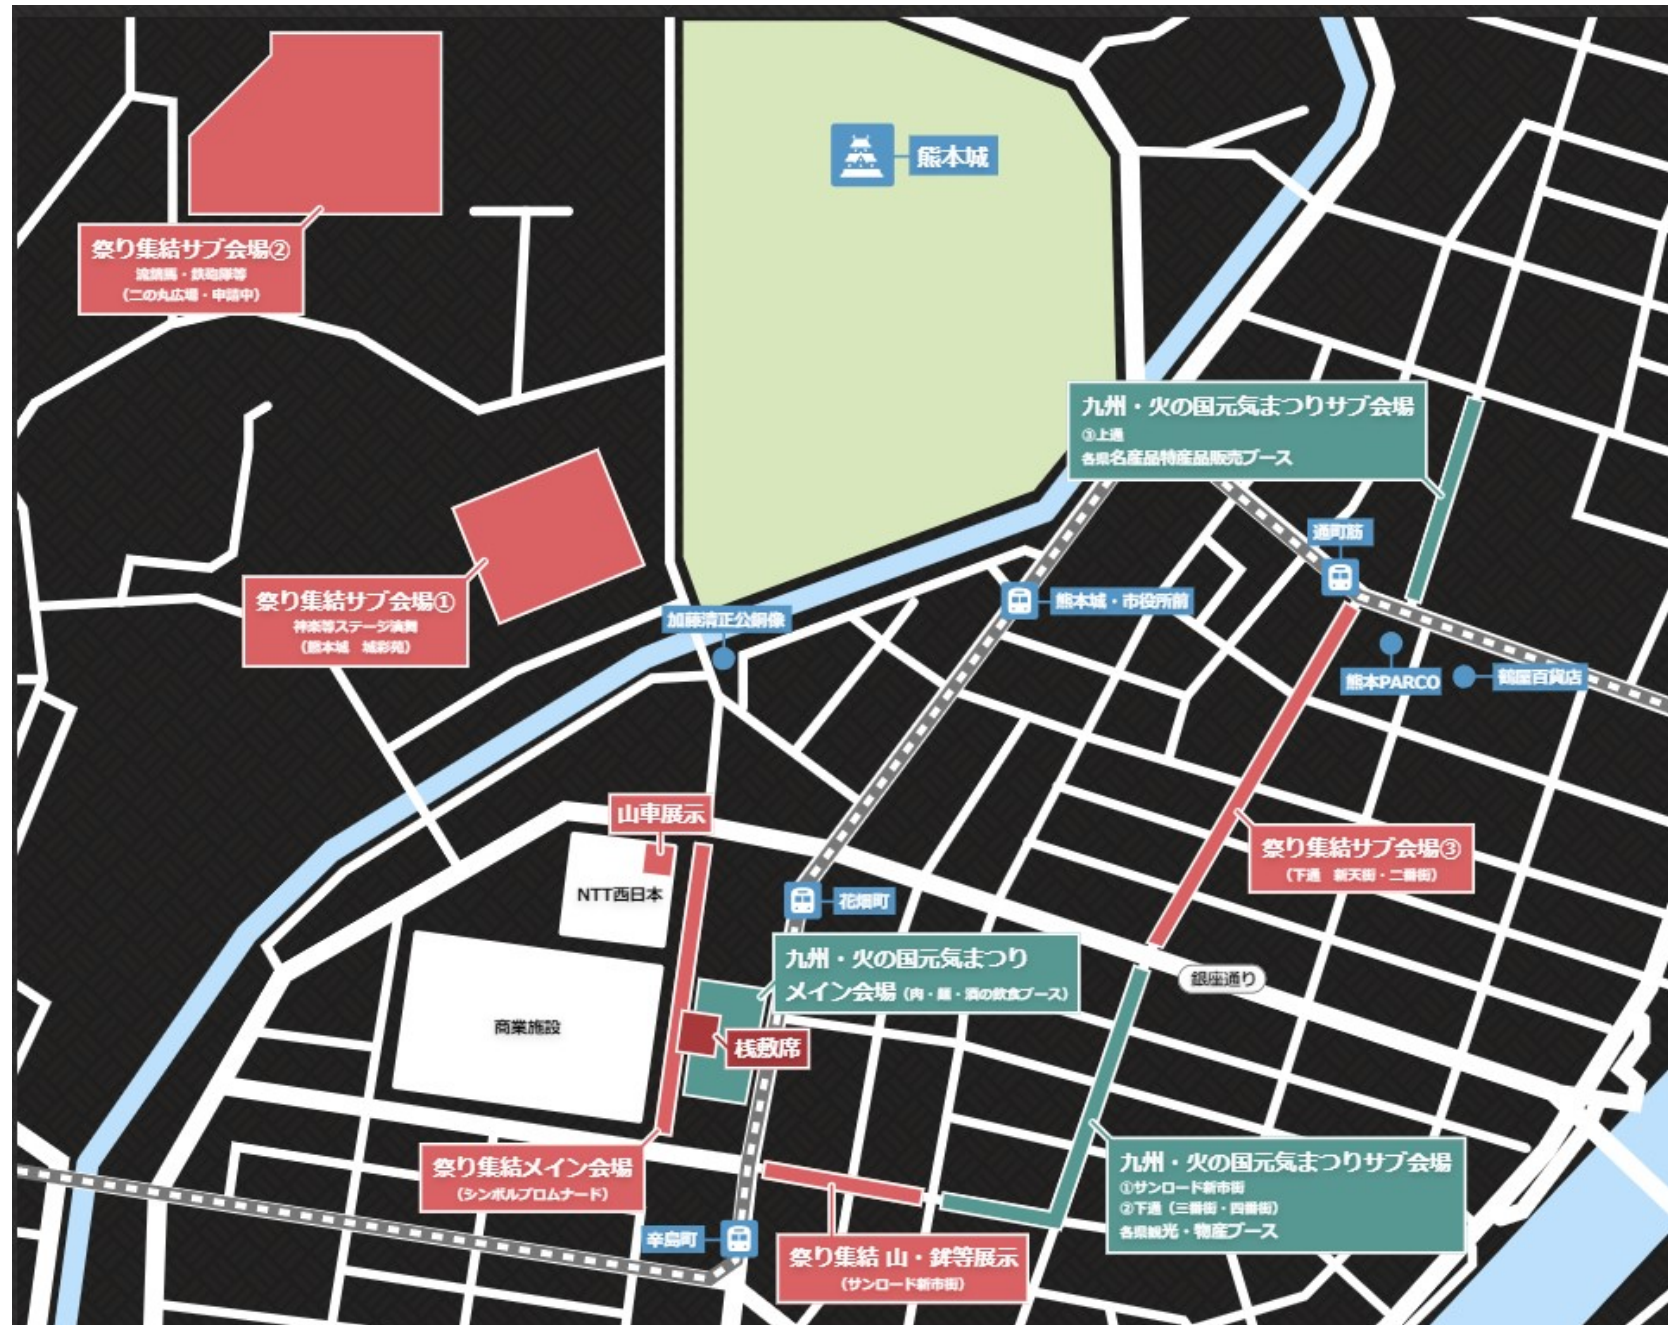 熊本城
祭り集結サブ会場②
流鏑馬・鉄砲隊等
(二の丸広場・申請中)
九州・火の国元気まつりサブ会場
③上通
各県名産品特産品販売ブース
通町筋
祭り集結サブ会場①
神楽等ステージ演舞
(熊本城 城彩苑)
加藤清正公銅像
熊本城・市役所前
熊本PARCO
鶴屋百貨店
山車展示
NTT西日本
祭り集結サブ会場③
(下通 新天街・二番街)
花畑町
九州・火の国元気まつり
メイン会場(肉・麺・酒の飲食ブース)
銀座通り
商業施設
桟敷席
祭り集結メイン会場
(シンボルプロムナード)
九州・火の国元気まつりサブ会場
①サンロード新市街
②下通(三番街・四番街)
各県観光・物産ブース
辛島町
祭り集結 山・鉾等展示
(サンロード新市街)